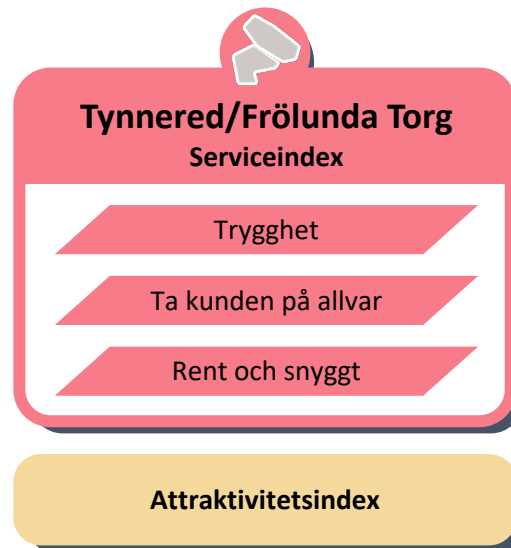 Tynnered/Frölunda Torg
Serviceindex
Trygghet
Ta kunden på allvar
Rent och snyggt
Attraktivitetsindex